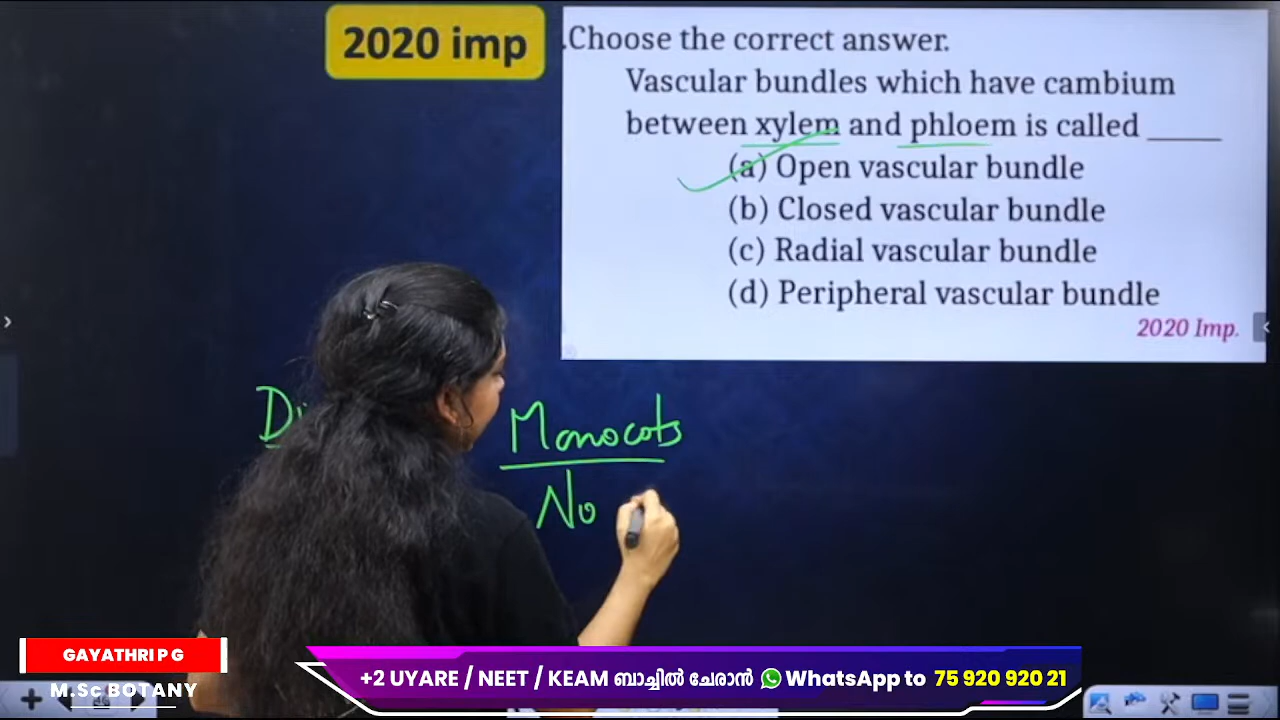 2020 imp
.Choose the correct answer.
Vascular bundles which have cambium
between xylem and phloem is called _____
(a) Open vascular bundle
(b) Closed vascular bundle
(c) Radial vascular bundle
(d) Peripheral vascular bundle
2020 Imp.
Monocots
No
GAYATHRI P G
M.Sc BOTANY
+2 UYARE / NEET / KEAM ബാച്ചിൽ ചേരാൻ WhatsApp to 75 920 920 21